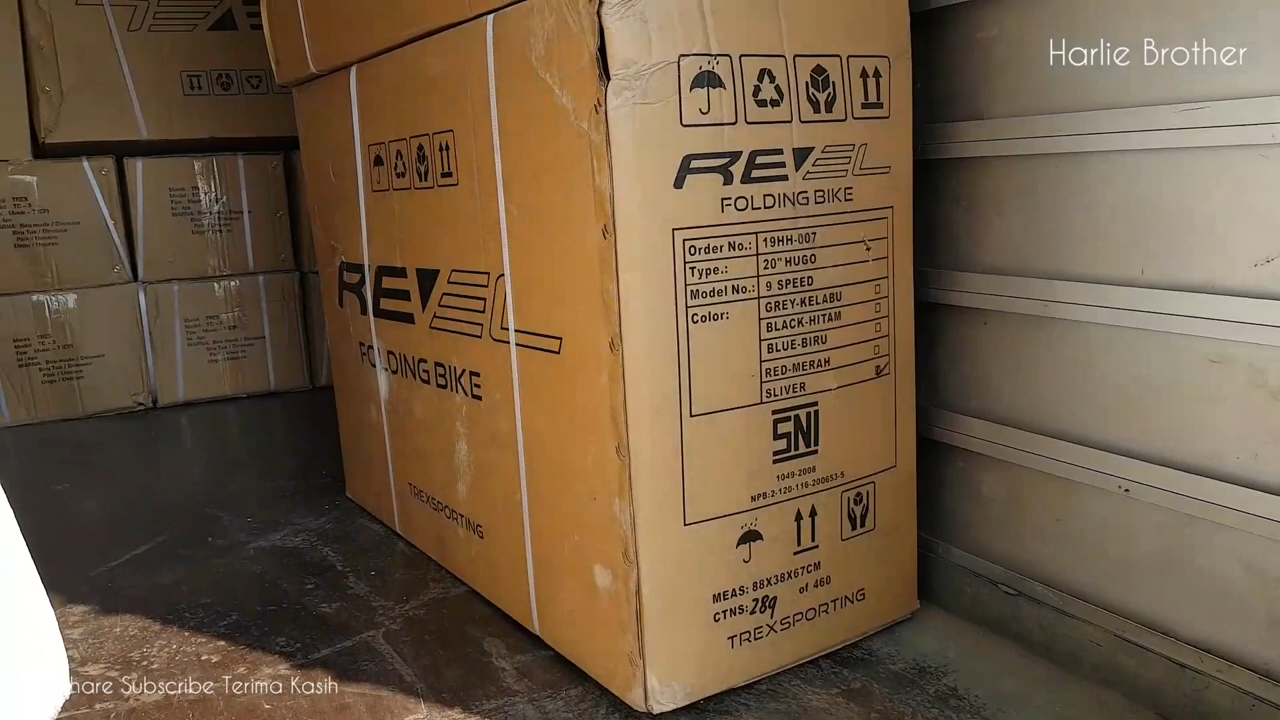 Harlie Brother
REVEL
FOLDING BIKE
Order No.: 19HH-007
Type.: 20" HUGO
Model No.: 9 SPEED
Color: GREY-KELABU
BLACK-HITAM
BLUE-BIRU
RED-MERAH
SLIVER
SNI
1049-2008
NPB:2-120-116-200653-5
MEAS: 88X38X67CM
CTNS: 289 of 460
TREXSPORTING
REVEL
FOLDING BIKE
TREXSPORTING
hare Subscribe Terima Kasih